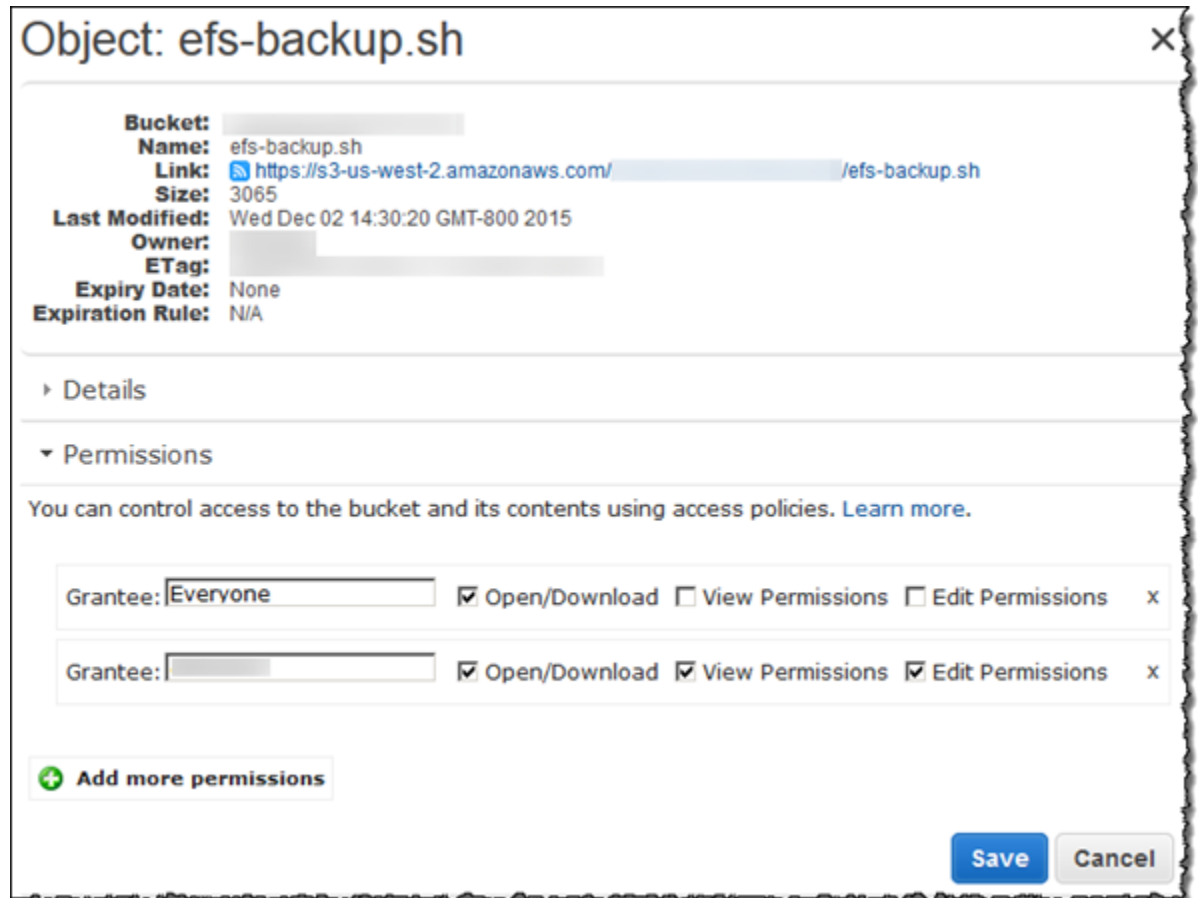 Object: efs-backup.sh
Bucket:
Name: efs-backup.sh
Link: https://s3-us-west-2.amazonaws.com/ /efs-backup.sh
Size: 3065
Last Modified: Wed Dec 02 14:30:20 GMT-800 2015
Owner:
ETag:
Expiry Date: None
Expiration Rule: N/A
Details
Permissions
You can control access to the bucket and its contents using access policies. Learn more.
Grantee: Everyone Open/Download View Permissions Edit Permissions x
Grantee: Open/Download View Permissions Edit Permissions x
Add more permissions
Save Cancel